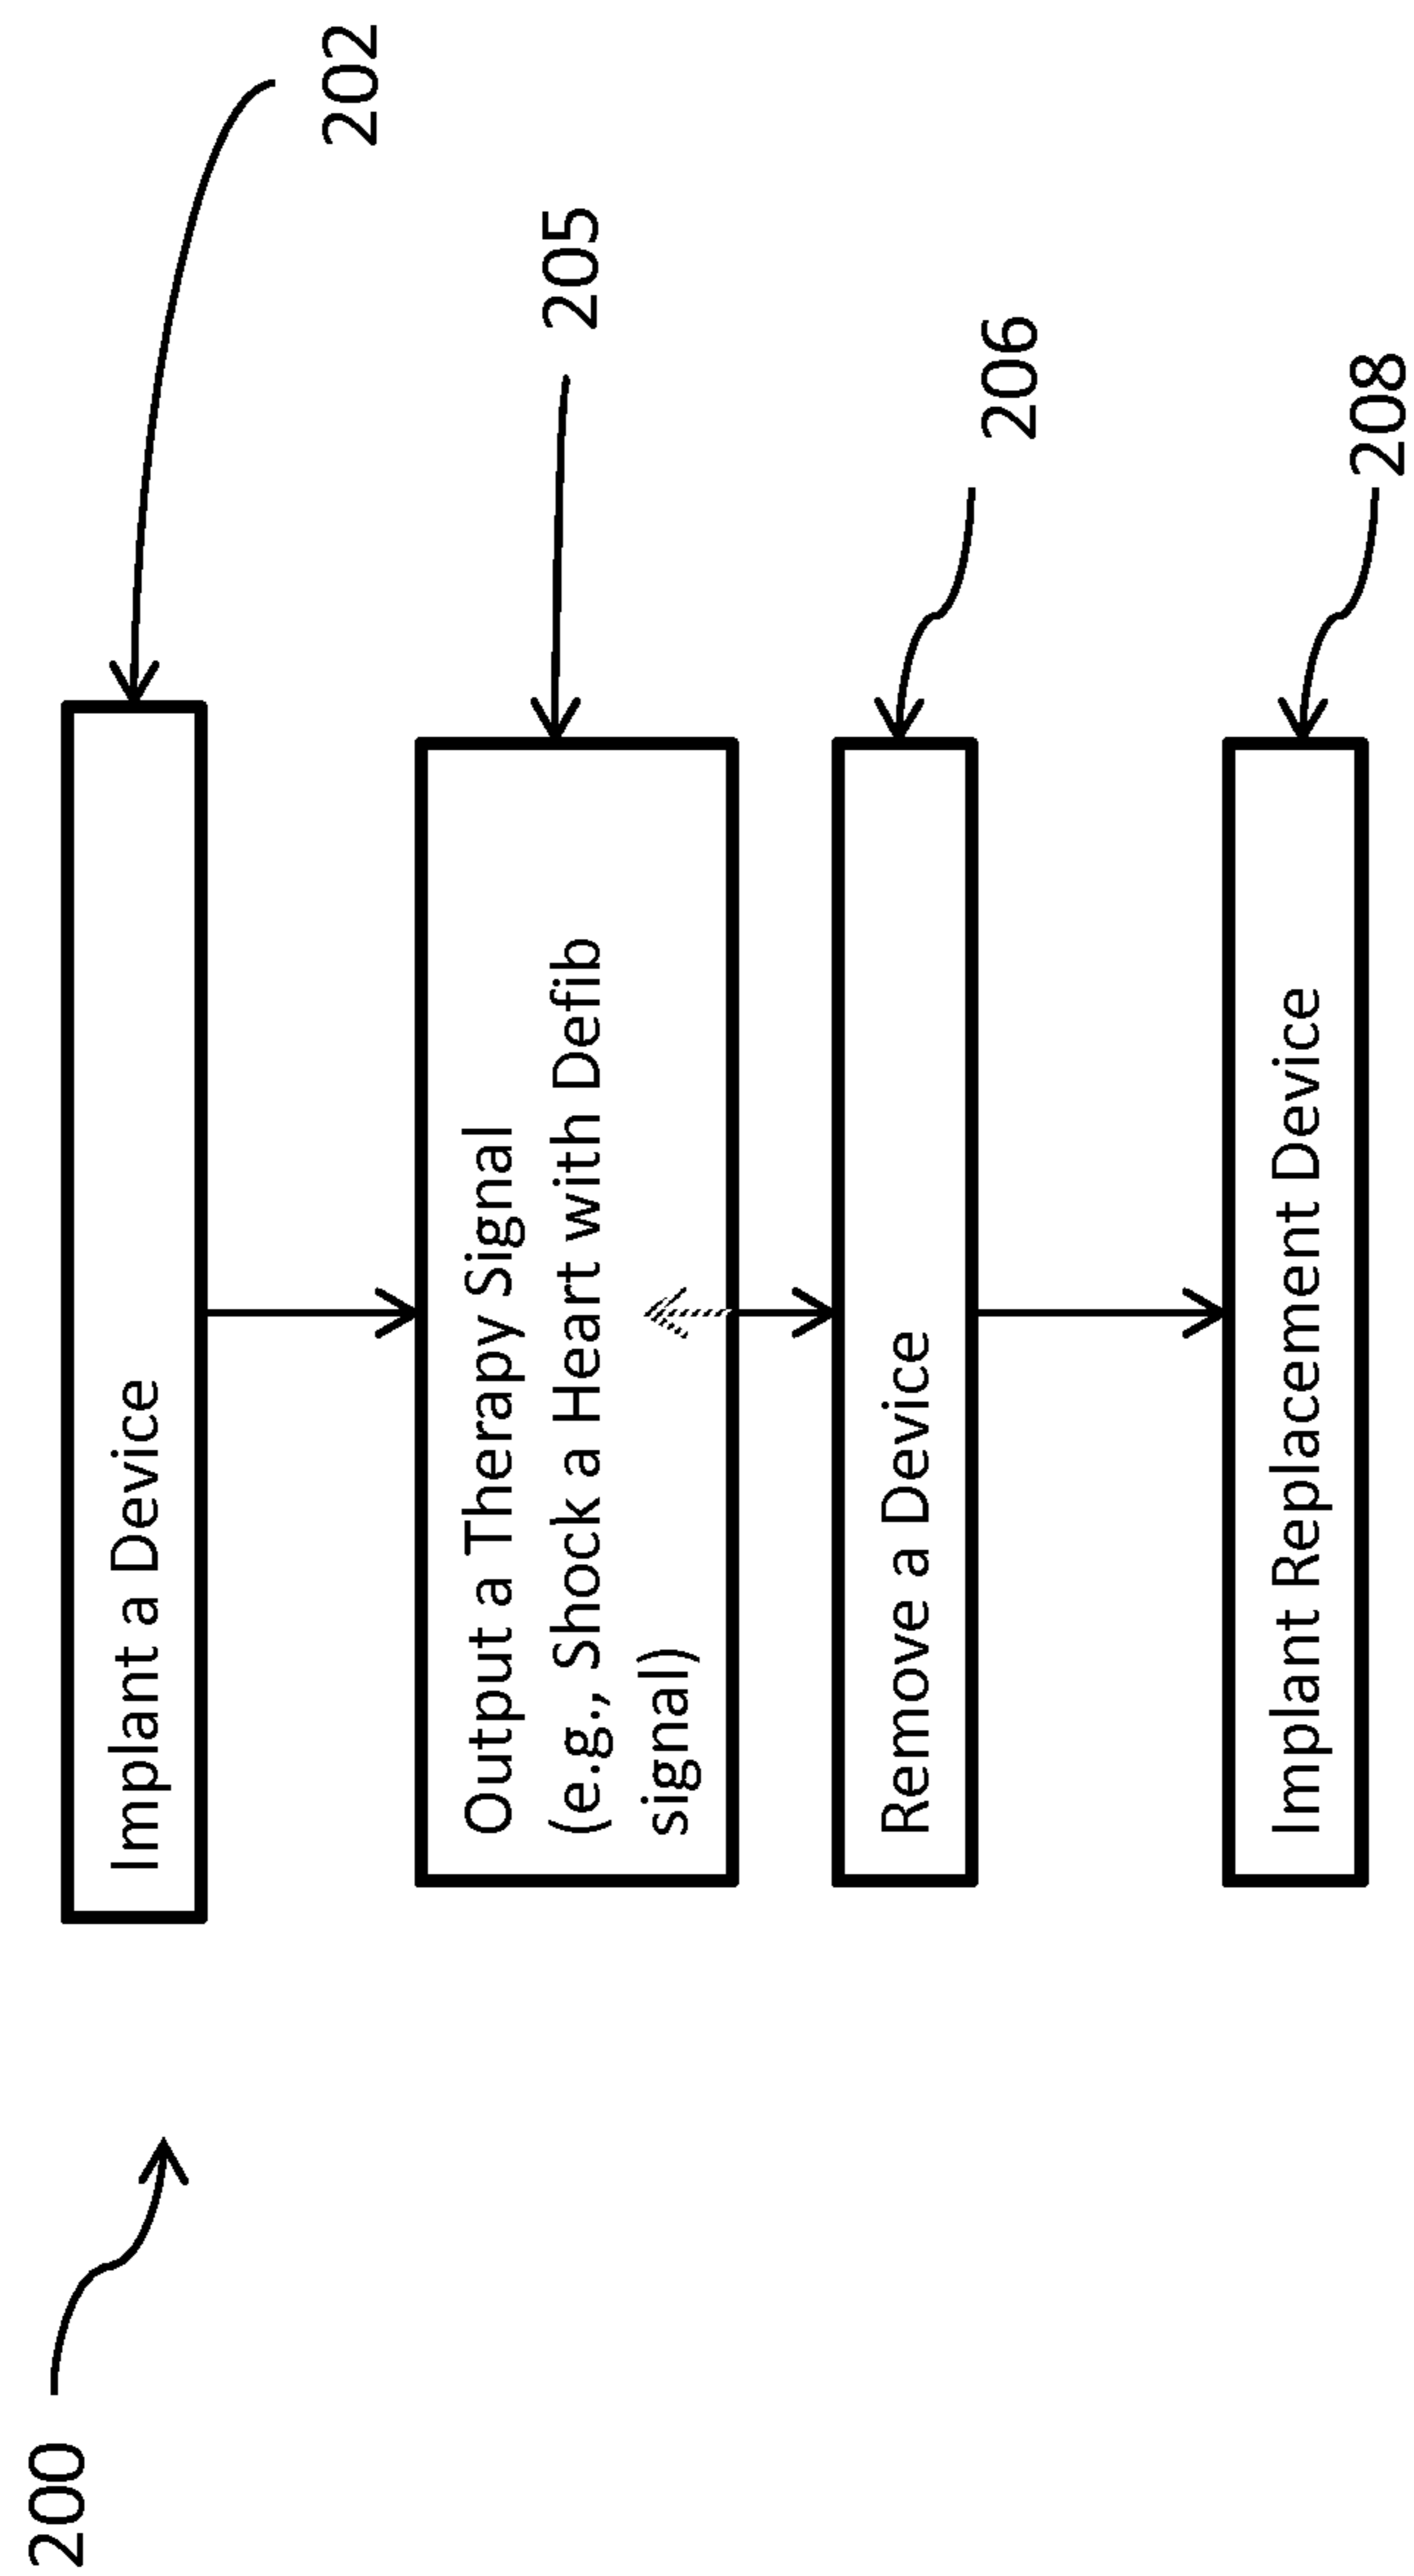 200
Implant a Device
202
Output a Therapy Signal
(e.g., Shock a Heart with Defib
signal)
205
Remove a Device
206
Implant Replacement Device
208